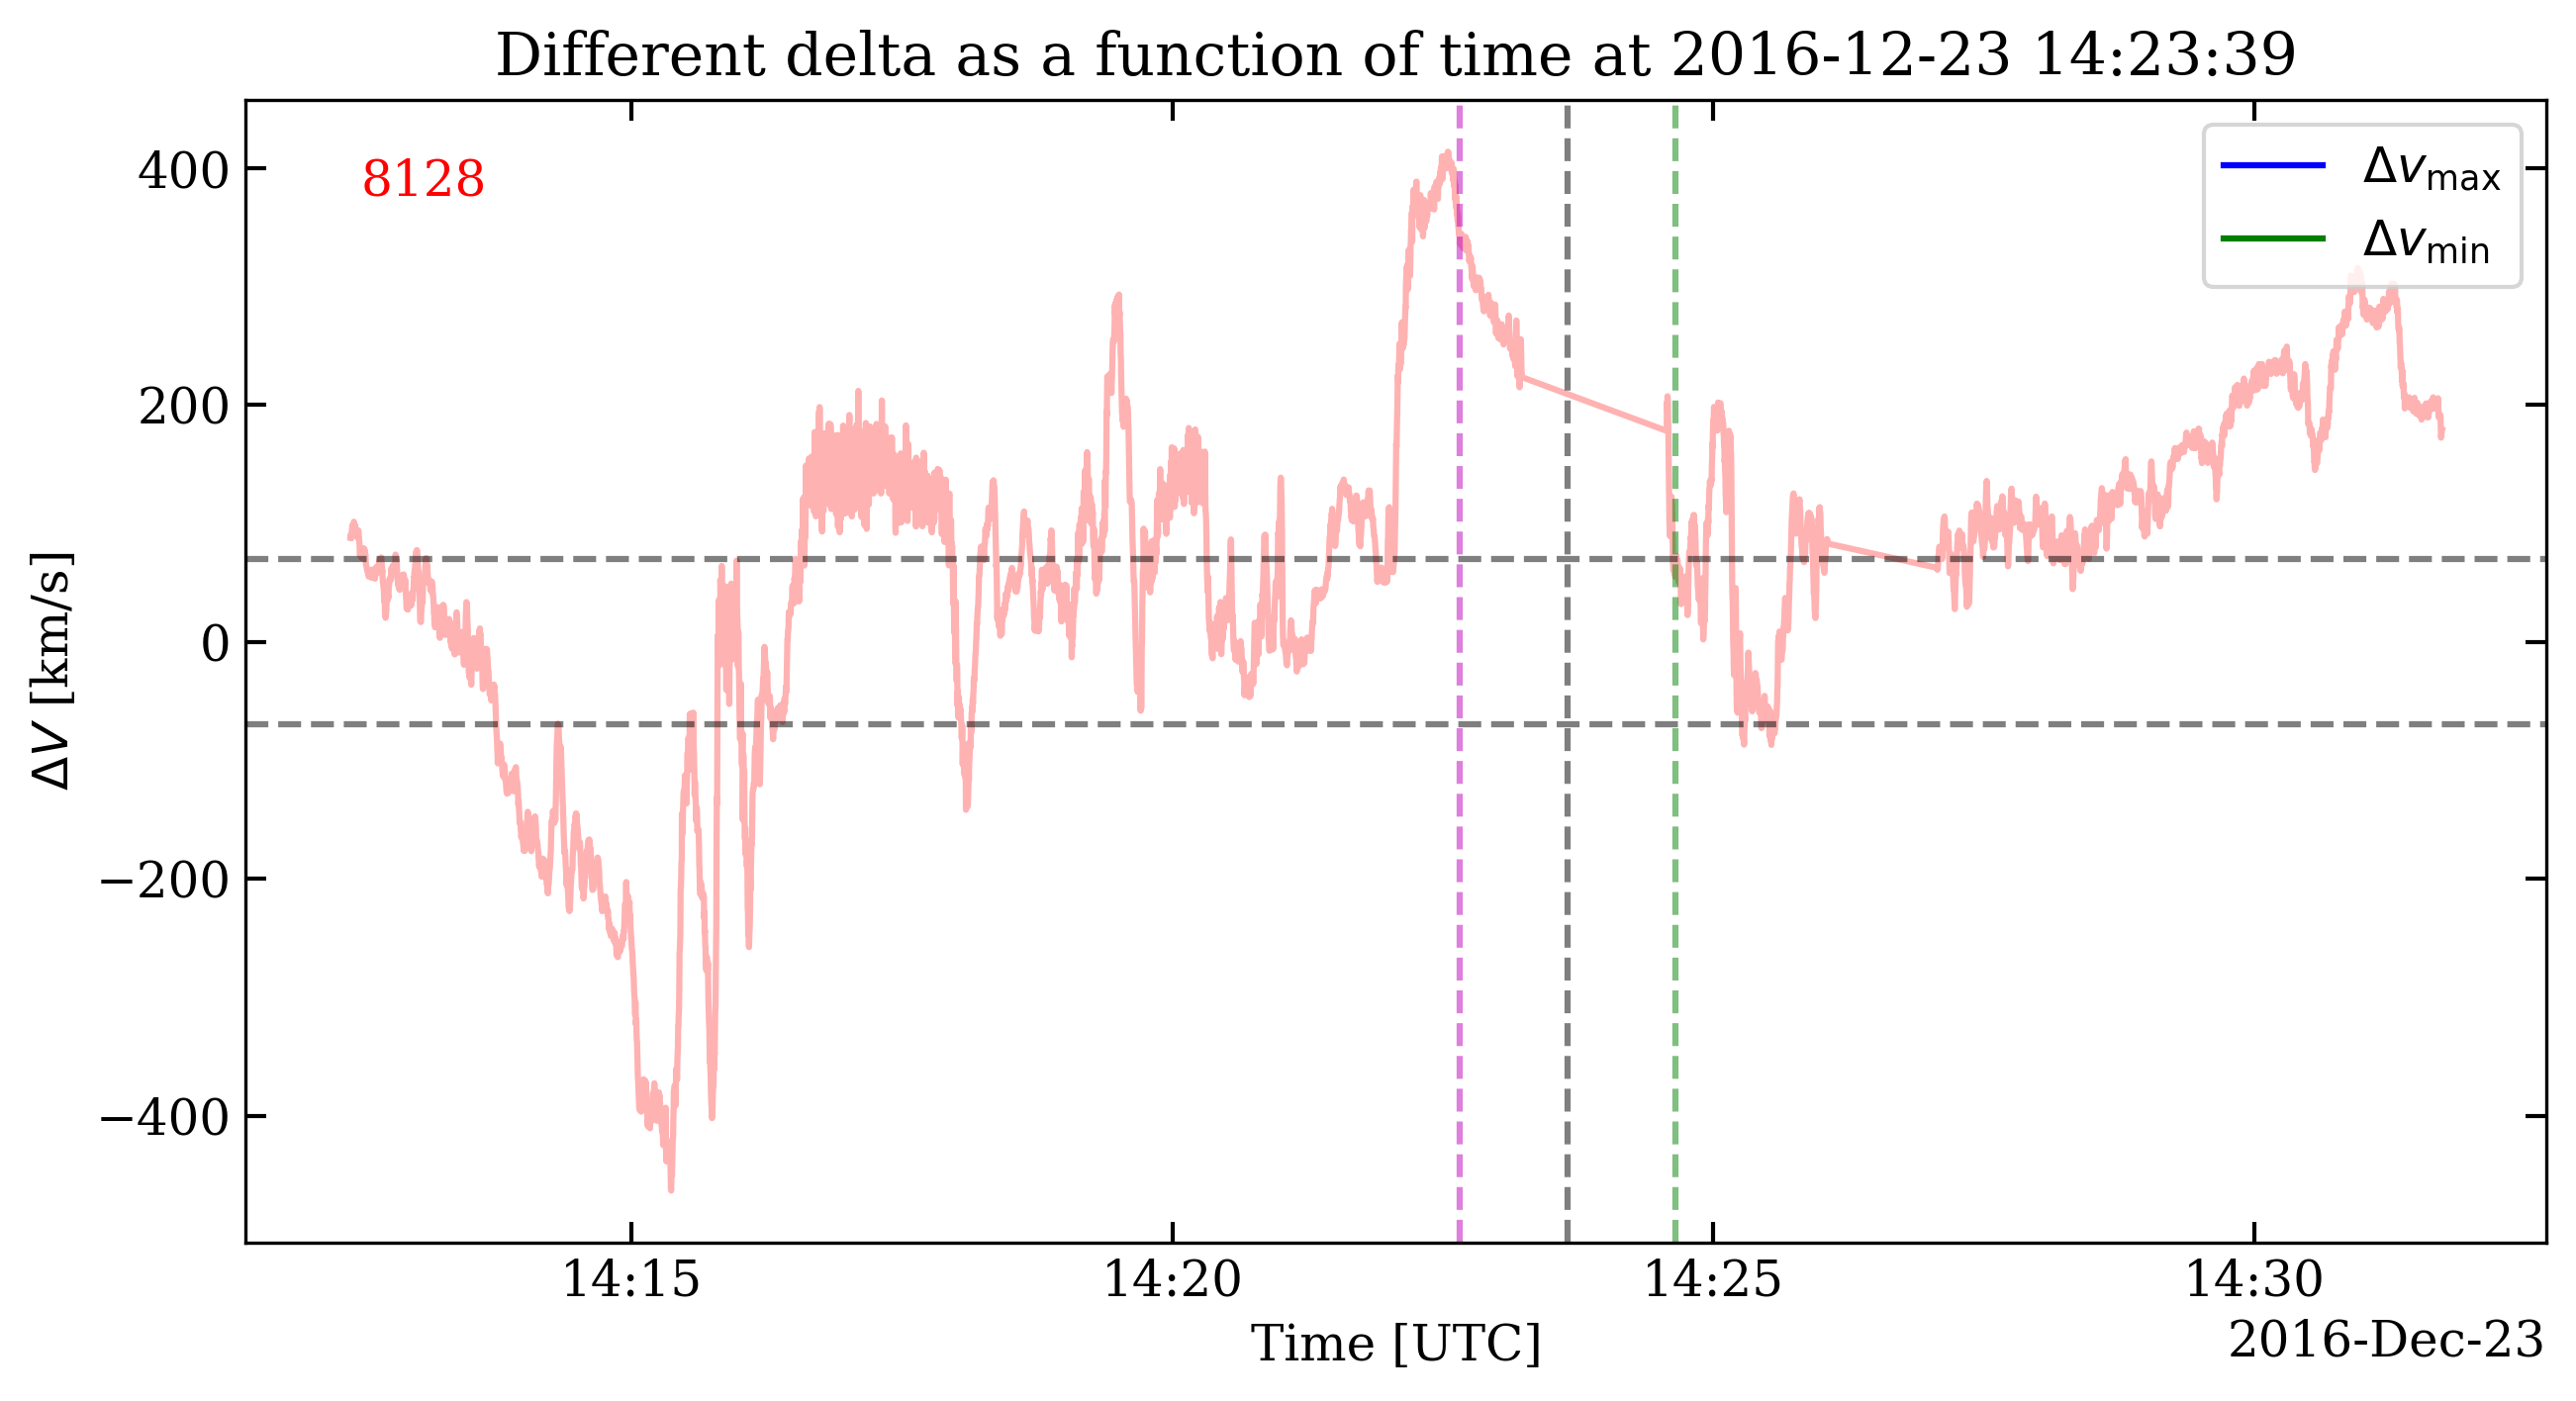 Different delta as a function of time at 2016-12-23 14:23:39
8128
Δv_max
Δv_min
400
200
0
−200
−400
ΔV [km/s]
14:15 14:20 14:25 14:30
Time [UTC]
2016-Dec-23